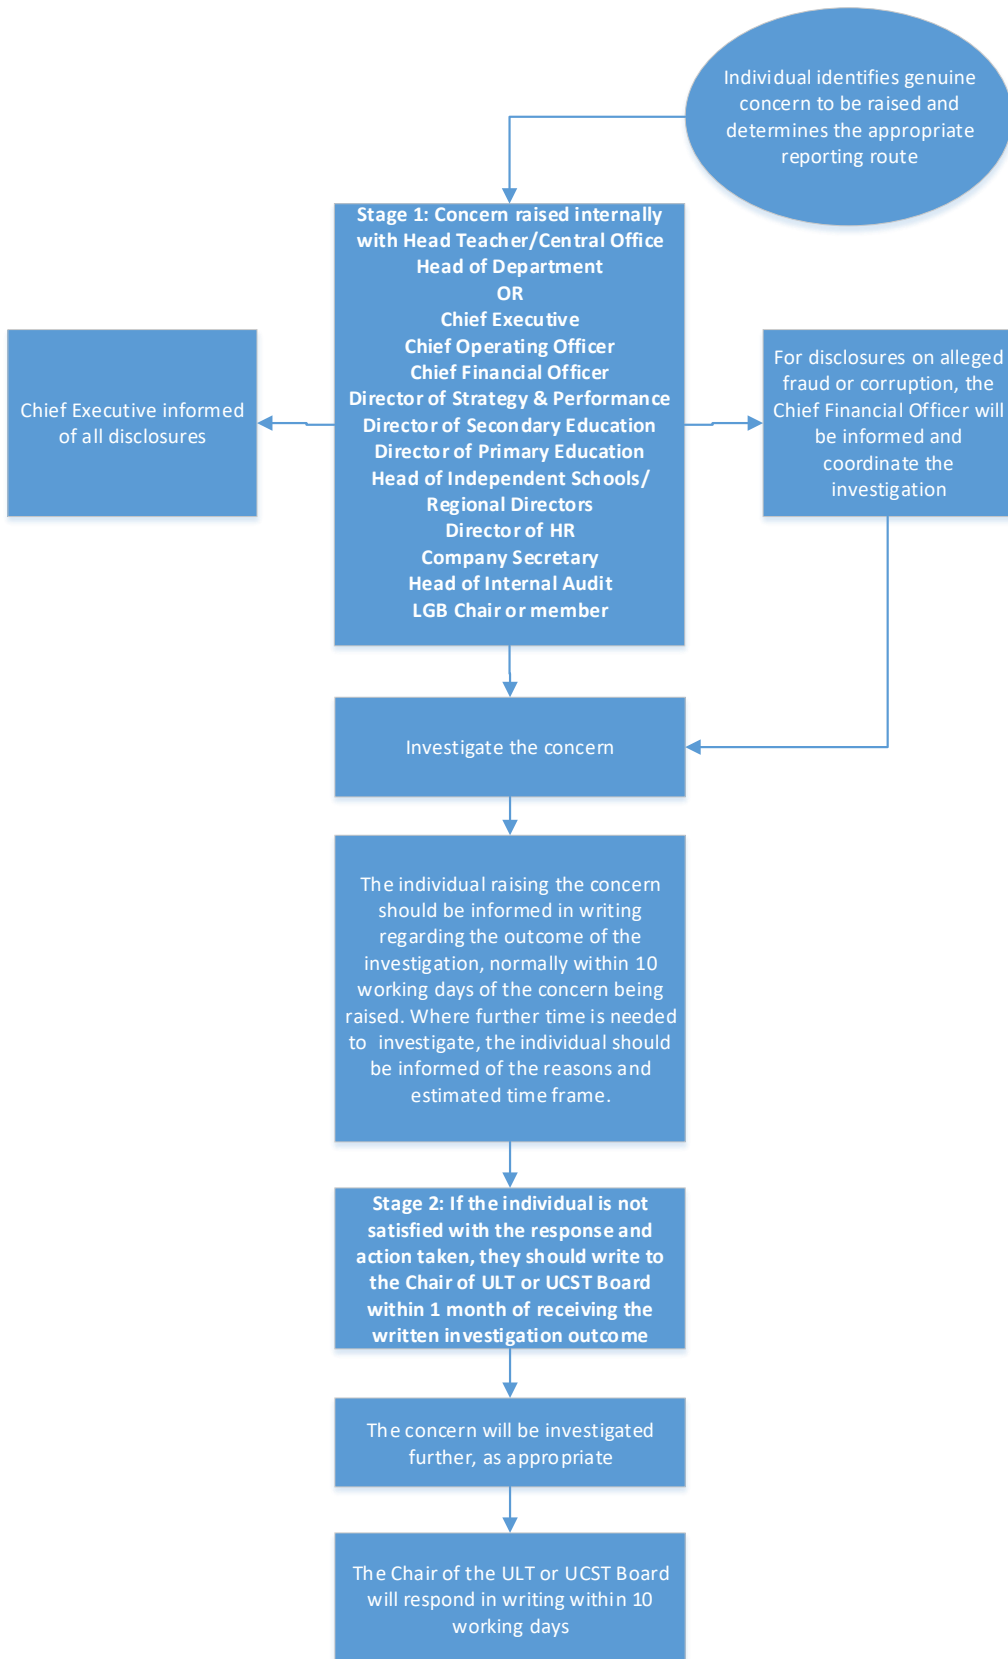 Individual identifies genuine
concern to be raised and
determines the appropriate
reporting route
Stage 1: Concern raised internally
with Head Teacher/Central Office
Head of Department
OR
Chief Executive
Chief Operating Officer
Chief Financial Officer
Director of Strategy & Performance
Director of Secondary Education
Director of Primary Education
Head of Independent Schools/
Regional Directors
Director of HR
Company Secretary
Head of Internal Audit
LGB Chair or member
Chief Executive informed
of all disclosures
For disclosures on alleged
fraud or corruption, the
Chief Financial Officer will
be informed and
coordinate the
investigation
Investigate the concern
The individual raising the concern
should be informed in writing
regarding the outcome of the
investigation, normally within 10
working days of the concern being
raised. Where further time is needed
to investigate, the individual should
be informed of the reasons and
estimated time frame.
Stage 2: If the individual is not
satisfied with the response and
action taken, they should write to
the Chair of ULT or UCST Board
within 1 month of receiving the
written investigation outcome
The concern will be investigated
further, as appropriate
The Chair of the ULT or UCST Board
will respond in writing within 10
working days